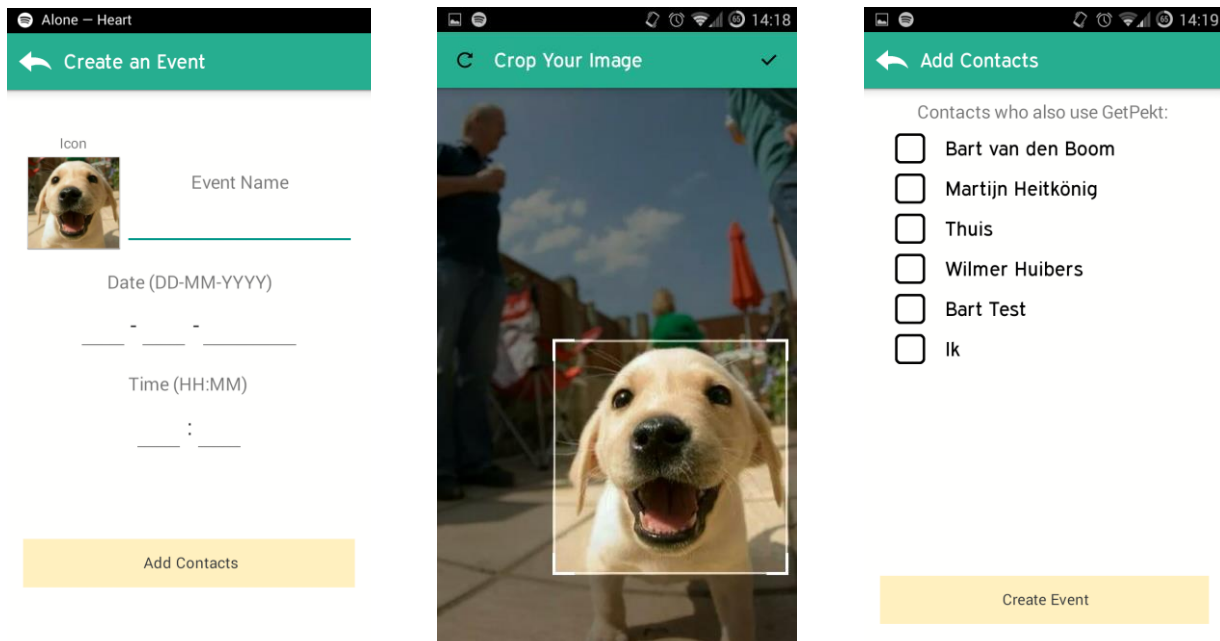 Alone — Heart
Create an Event
Icon
Event Name
Date (DD-MM-YYYY)
- -
Time (HH:MM)
:
Add Contacts
65 14:18
Crop Your Image
65 14:19
Add Contacts
Contacts who also use GetPekt:
Bart van den Boom
Martijn Heitkönig
Thuis
Wilmer Huibers
Bart Test
Ik
Create Event